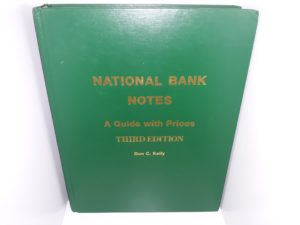 NATIONAL BANK
NOTES
A Guide with Prices
THIRD EDITION
Don C. Kelly